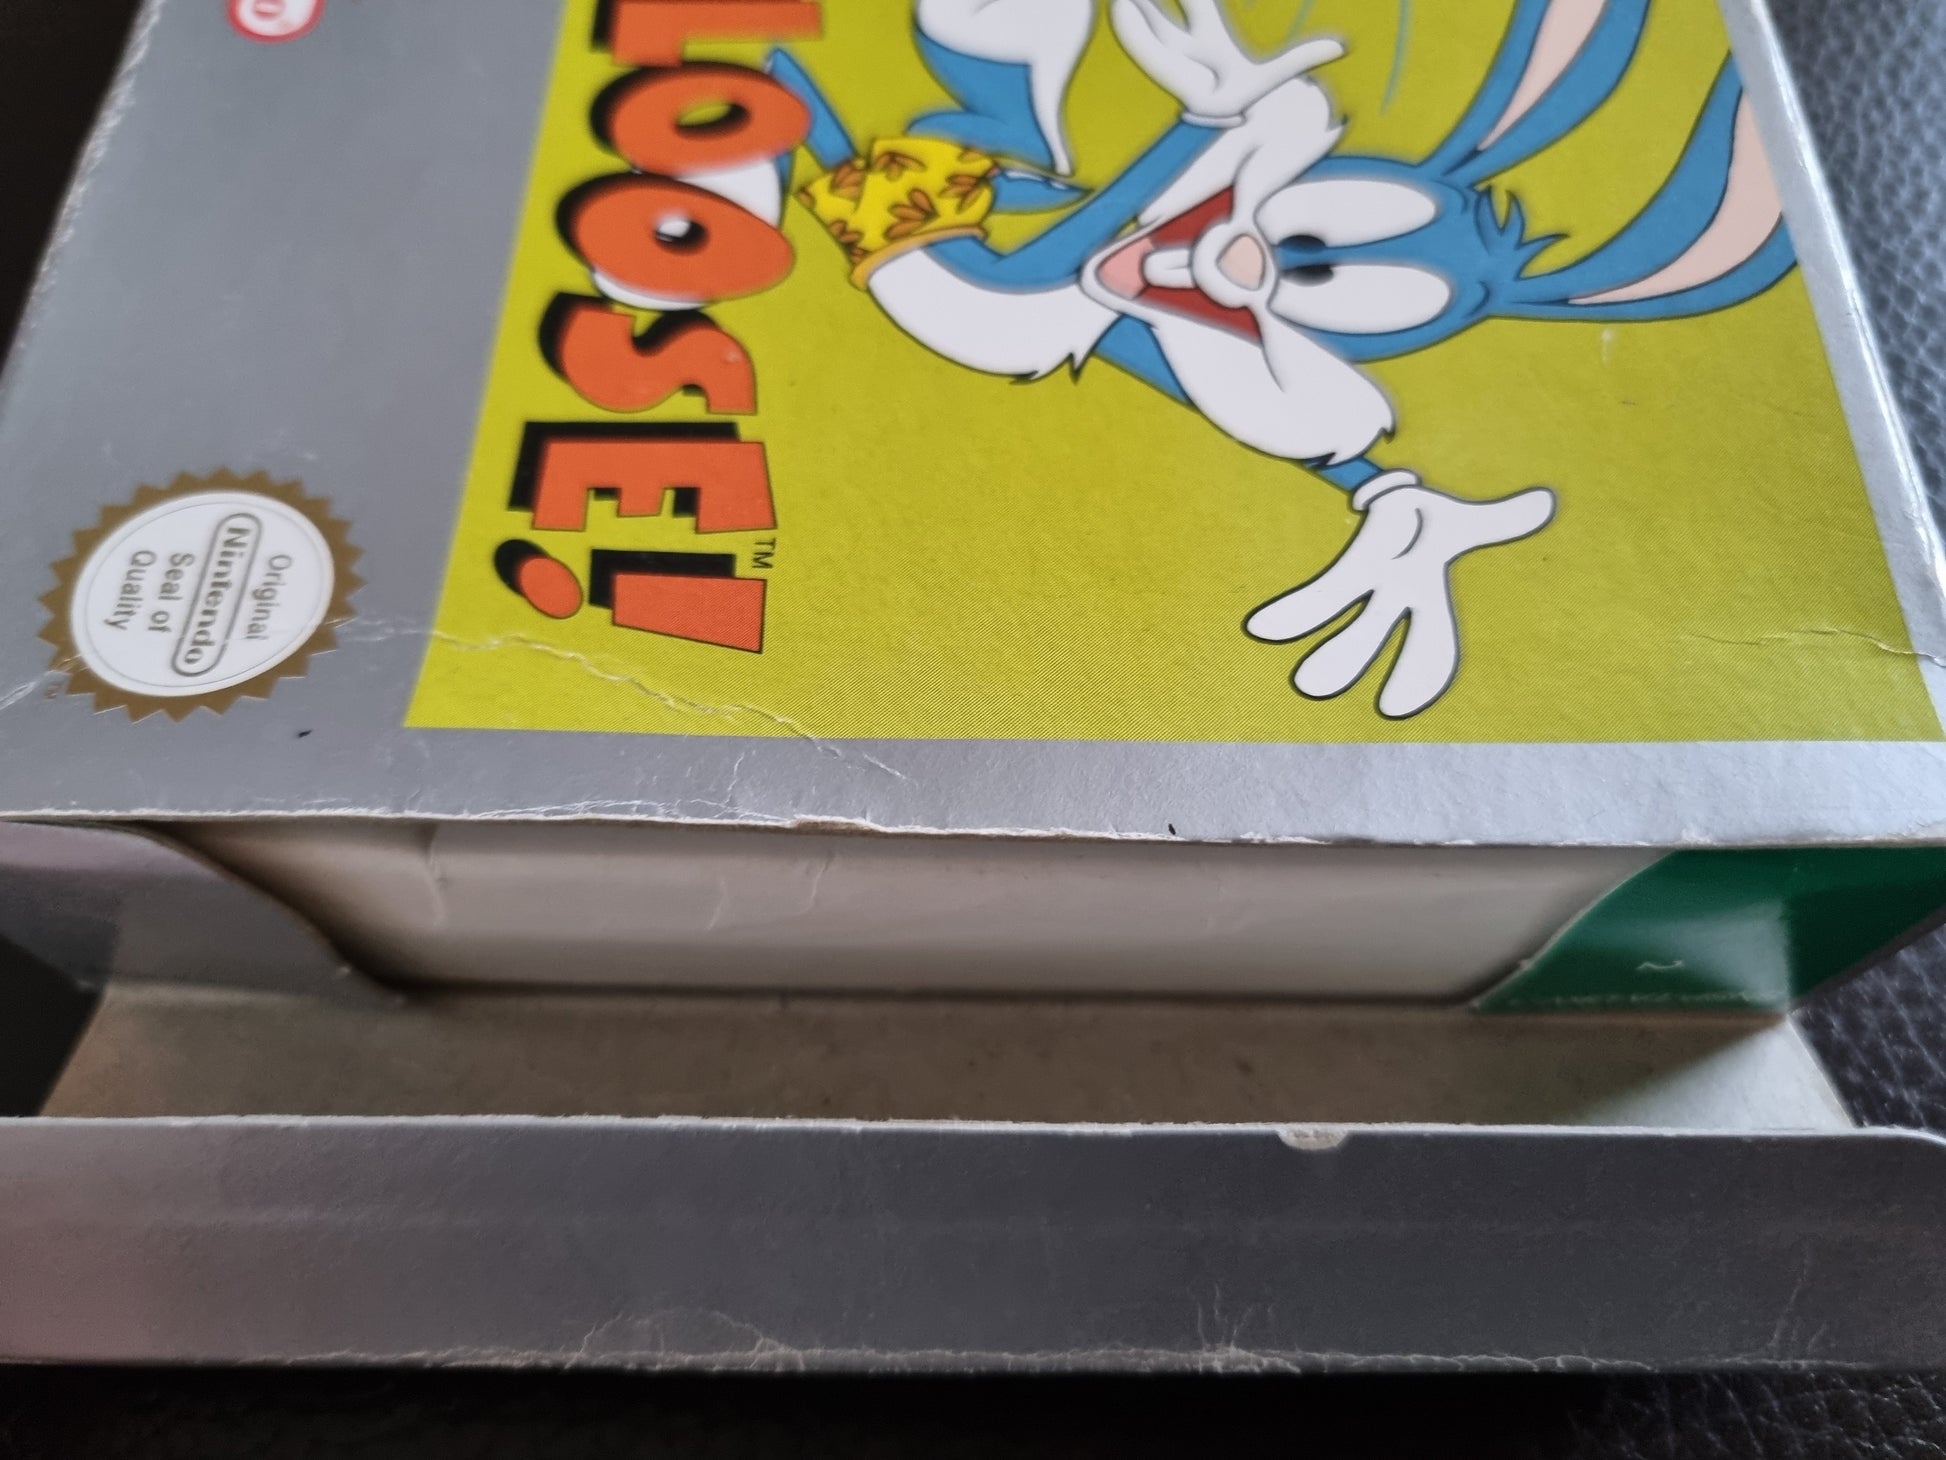 LOOSE!™
Original
Nintendo
Seal of
Quality